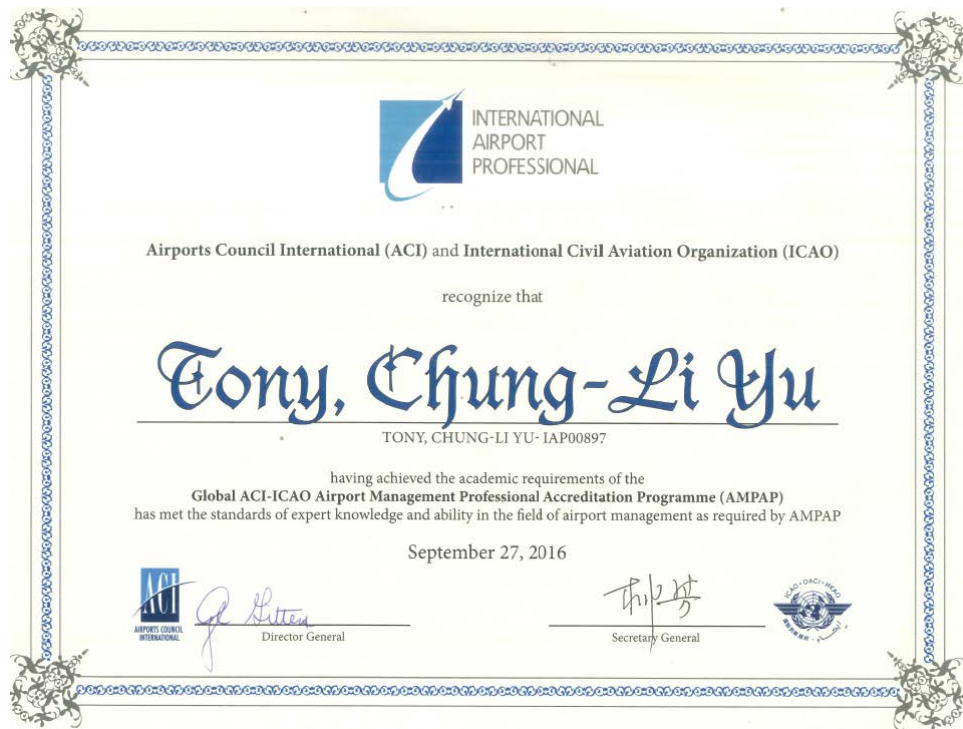 INTERNATIONAL
AIRPORT
PROFESSIONAL
Airports Council International (ACI) and International Civil Aviation Organization (ICAO)
recognize that
Tony, Chung-Li Yu
TONY, CHUNG-LI YU- IAP00897
having achieved the academic requirements of the
Global ACI-ICAO Airport Management Professional Accreditation Programme (AMPAP)
has met the standards of expert knowledge and ability in the field of airport management as required by AMPAP
September 27, 2016
ACI
AIRPORTS COUNCIL
INTERNATIONAL
Director General
Secretary General
ICAO · OACI · ИКАО